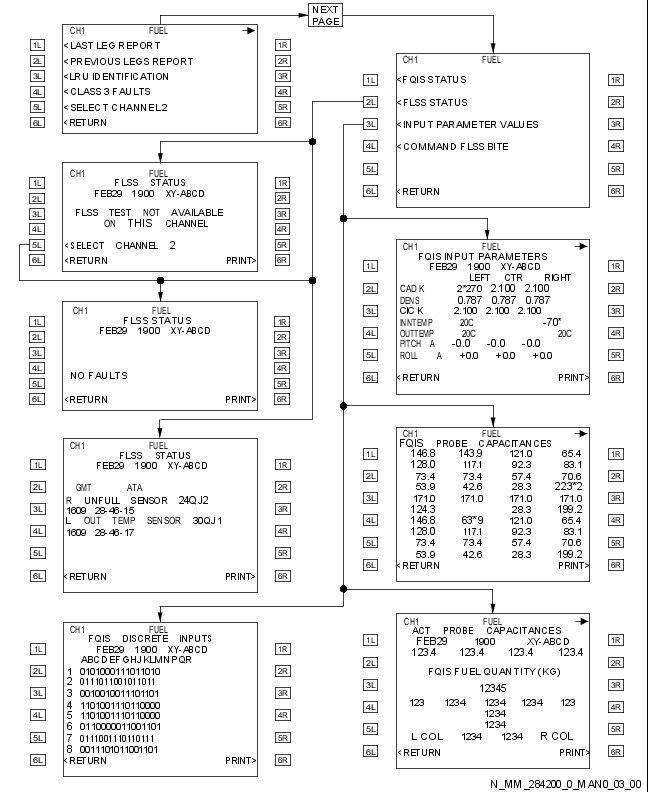 NEXT
PAGE
CH1 FUEL
<LAST LEG REPORT
<PREVIOUS LEGS REPORT
<LRU IDENTIFICATION
<CLASS 3 FAULTS
<SELECT CHANNEL 2
<RETURN
1L
2L
3L
4L
5L
6L
1R
2R
3R
4R
5R
6R
CH1 FUEL
<FQIS STATUS
<FLSS STATUS
<INPUT PARAMETER VALUES
<COMMAND FLSS BITE
<RETURN
1L
2L
3L
4L
5L
6L
1R
2R
3R
4R
5R
6R
CH1 FUEL
FLSS STATUS
FEB29 1900 XY-ABCD
FLSS TEST NOT AVAILABLE
ON THIS CHANNEL
<SELECT CHANNEL 2
<RETURN PRINT>
1L
2L
3L
4L
5L
6L
1R
2R
3R
4R
5R
6R
CH1 FUEL
FQIS INPUT PARAMETERS
FEB29 1900 XY-ABCD
LEFT CTR RIGHT
CAD K 2*270 2.100 2.100
DENS 0.787 0.787 0.787
CIC K 2.100 2.100 2.100
INNTEMP 20C -70*
OUTTEMP 20C 20C
PITCH A -0.0 -0.0 -0.0
ROLL A +0.0 +0.0 +0.0
<RETURN PRINT>
1L
2L
3L
4L
5L
6L
1R
2R
3R
4R
5R
6R
CH1 FUEL
FLSS STATUS
FEB29 1900 XY-ABCD
NO FAULTS
<RETURN PRINT>
1L
2L
3L
4L
5L
6L
1R
2R
3R
4R
5R
6R
CH1 FUEL
FLSS STATUS
FEB29 1900 XY-ABCD
GMT ATA
R UNFULL SENSOR 24QJ2
1609 28-46-15
L OUT TEMP SENSOR 30QJ1
1609 28-46-17
<RETURN PRINT>
1L
2L
3L
4L
5L
6L
1R
2R
3R
4R
5R
6R
CH1 FUEL
FQIS PROBE CAPACITANCES
146.8 143.9 121.0 65.4
128.0 117.1 92.3 83.1
73.4 73.4 57.4 70.6
53.9 42.6 28.3 223*2
171.0 171.0 171.0 171.0
124.3 28.3 199.2
146.8 63*9 121.0 65.4
128.0 117.1 92.3 83.1
73.4 73.4 57.4 70.6
53.9 42.6 28.3 199.2
<RETURN PRINT>
1L
2L
3L
4L
5L
6L
1R
2R
3R
4R
5R
6R
CH1 FUEL
FQIS DISCRETE INPUTS
FEB29 1900 XY-ABCD
ABCDEFGHJKLMNPQR
1 0101000111011010
2 0111011001011011
3 0010010011101101
4 1101001110110000
5 1101001110110000
6 0110000011001101
7 0111001110110111
8 0011101011001101
<RETURN PRINT>
1L
2L
3L
4L
5L
6L
1R
2R
3R
4R
5R
6R
CH1 FUEL
ACT PROBE CAPACITANCES
FEB29 1900 XY-ABCD
123.4 123.4 123.4 123.4
FQIS FUEL QUANTITY (KG)
12345
123 1234 1234 1234 1234 123
1234
1234
L COL 1234 1234 R COL
<RETURN PRINT>
1L
2L
3L
4L
5L
6L
1R
2R
3R
4R
5R
6R
N_MM_284200_0_MAN0_03_00